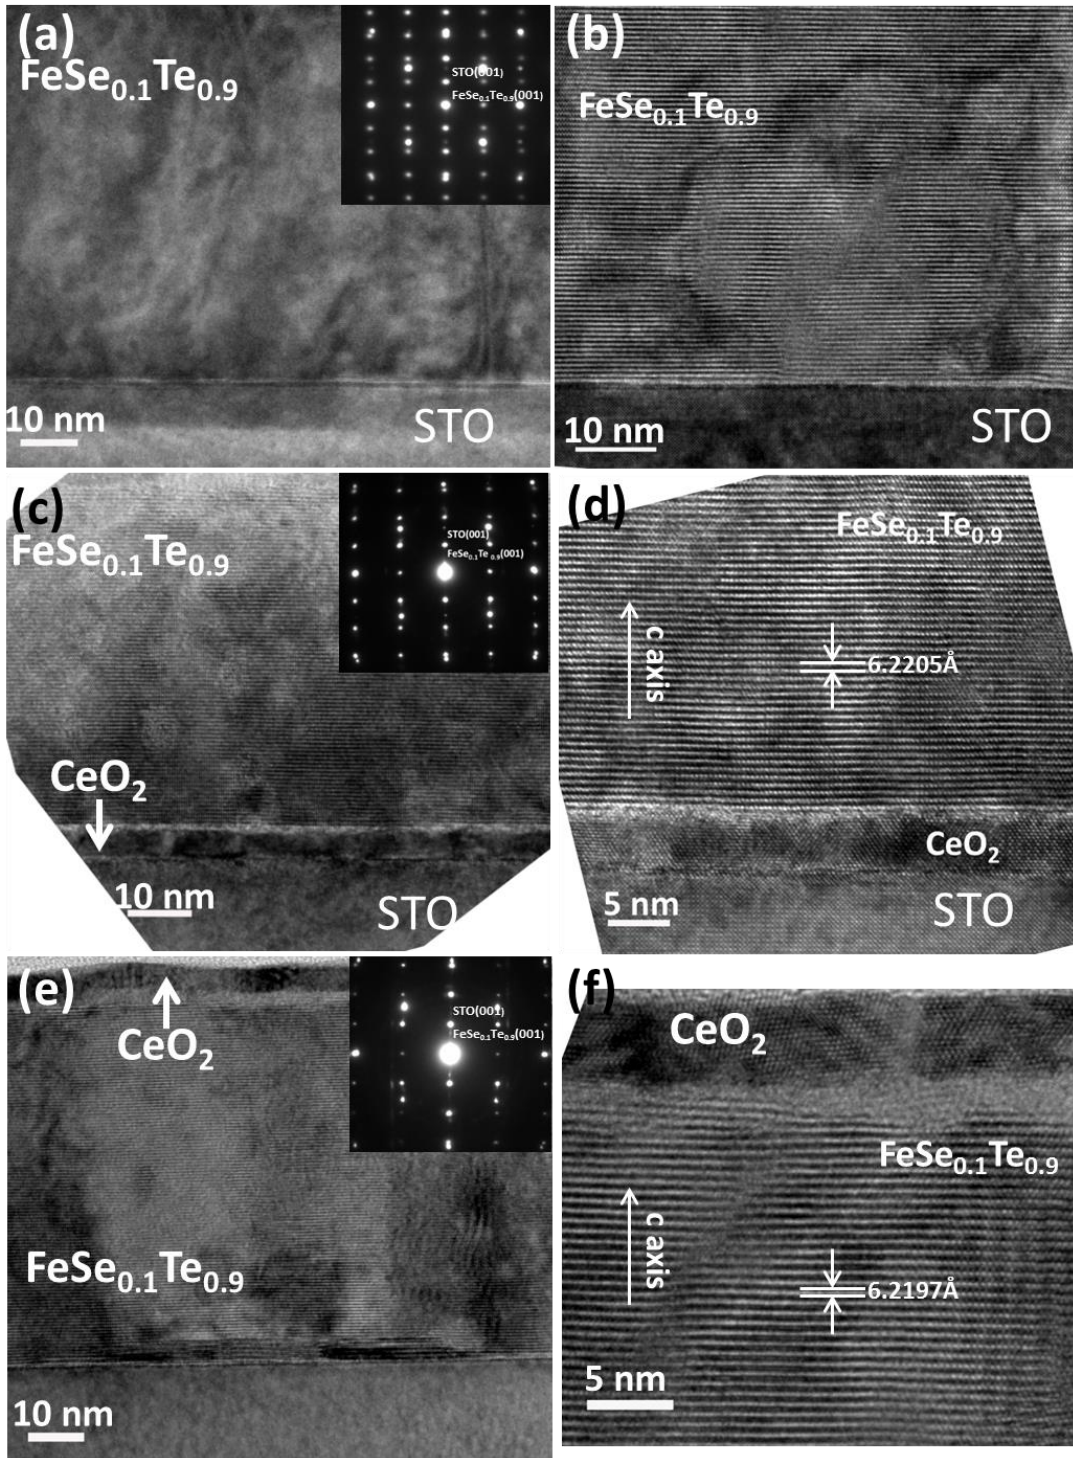 (a)
FeSe₀.₁Te₀.₉
STO(001)
FeSe₀.₁Te₀.₉(001)
10 nm
STO
(b)
FeSe₀.₁Te₀.₉
10 nm
STO
(c)
FeSe₀.₁Te₀.₉
STO(001)
FeSe₀.₁Te₀.₉(001)
CeO₂
10 nm
STO
(d)
FeSe₀.₁Te₀.₉
c axis
6.2205Å
CeO₂
5 nm
STO
(e)
CeO₂
STO(001)
FeSe₀.₁Te₀.₉(001)
FeSe₀.₁Te₀.₉
10 nm
(f)
CeO₂
FeSe₀.₁Te₀.₉
c axis
6.2197Å
5 nm